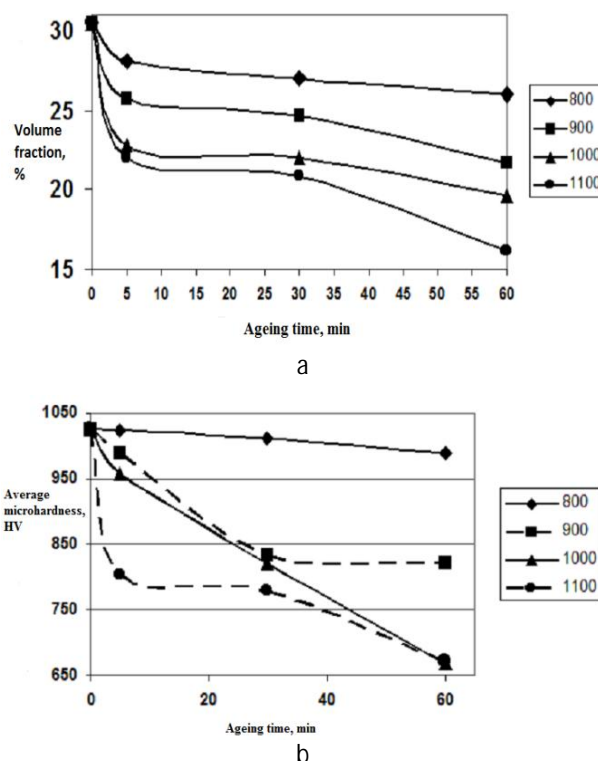 30
25
20
15
Volume
fraction,
%
0 5 10 15 20 25 30 35 40 45 50 55 60
Ageing time, min
800
900
1000
1100
a
1050
950
850
750
650
Average
microhardness,
HV
0 20 40 60
Ageing time, min
800
900
1000
1100
b